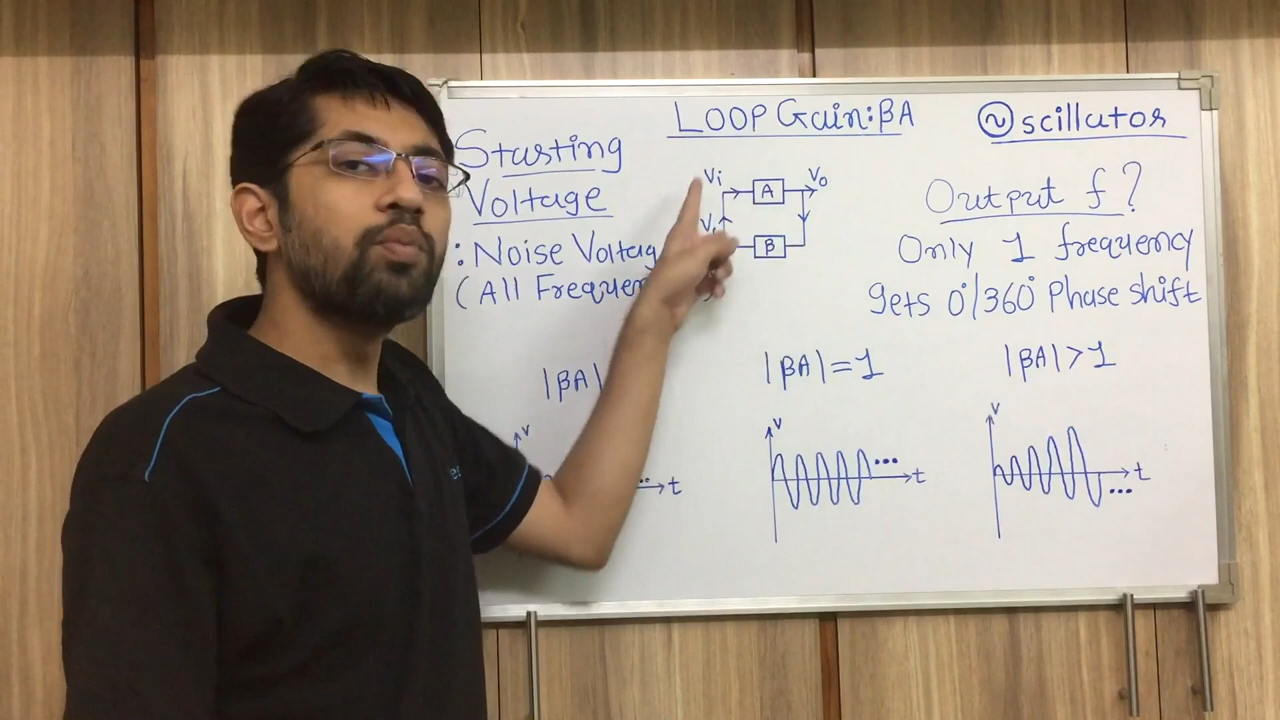 LOOP Gain:βA
Oscillator
Starting
Voltage
: Noise Voltag
(All Frequen
Vi
A
Vo
β
Output f?
Only 1 frequency
gets 0°/360° Phase shift
|βA|
|βA|=1
|βA|>1
v
t
v
t
v
t